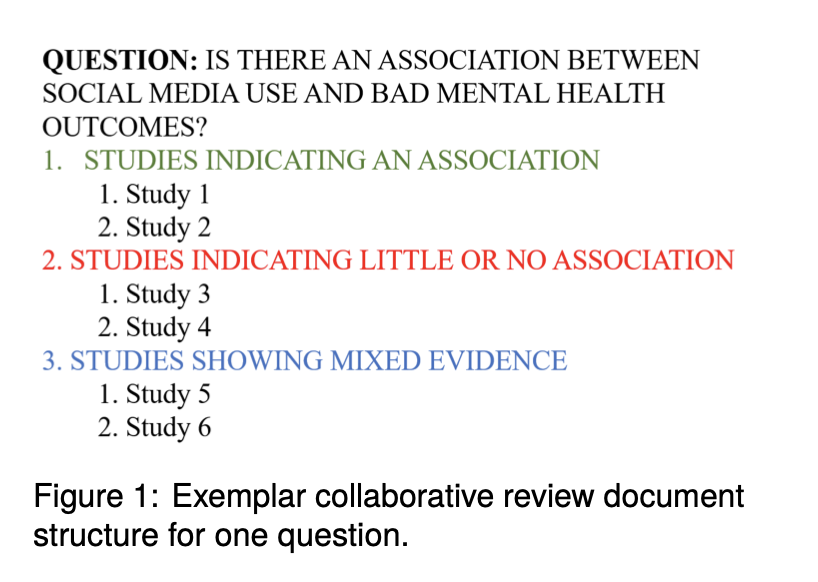 QUESTION: IS THERE AN ASSOCIATION BETWEEN
SOCIAL MEDIA USE AND BAD MENTAL HEALTH
OUTCOMES?
1. STUDIES INDICATING AN ASSOCIATION
1. Study 1
2. Study 2
2. STUDIES INDICATING LITTLE OR NO ASSOCIATION
1. Study 3
2. Study 4
3. STUDIES SHOWING MIXED EVIDENCE
1. Study 5
2. Study 6
Figure 1: Exemplar collaborative review document
structure for one question.